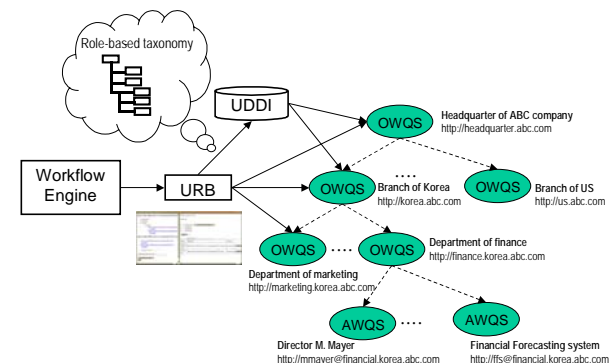 Role-based taxonomy
UDDI
OWQS
Headquarter of ABC company
http://headquarter.abc.com
Workflow
Engine
URB
OWQS
....
Branch of Korea
http://korea.abc.com
OWQS
Branch of US
http://us.abc.com
OWQS
....
OWQS
Department of finance
http://finance.korea.abc.com
Department of marketing
http://marketing.korea.abc.com
AWQS
....
AWQS
Director M. Mayer
http://mmayer@financial.korea.abc.com
Financial Forecasting system
http://ffs@financial.korea.abc.com